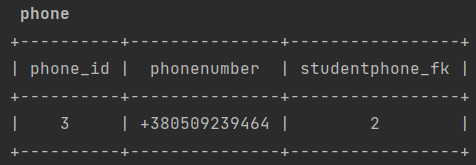 phone
+----------+---------------+-----------------+
| phone_id |  phonenumber  | studentphone_fk |
+----------+---------------+-----------------+
|    3     | +380509239464 |        2        |
+----------+---------------+-----------------+